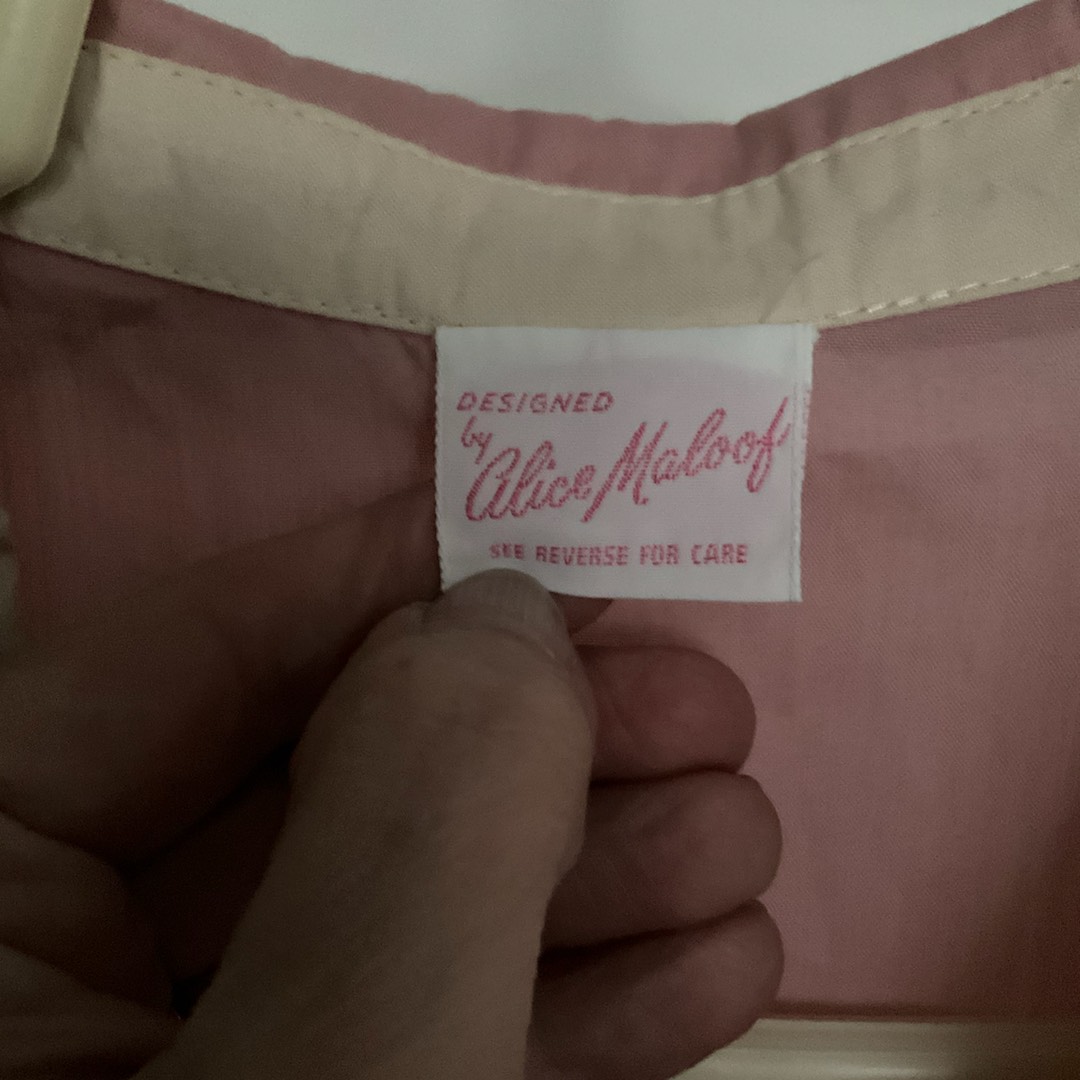 DESIGNED
by
Alice Maloof
SEE REVERSE FOR CARE